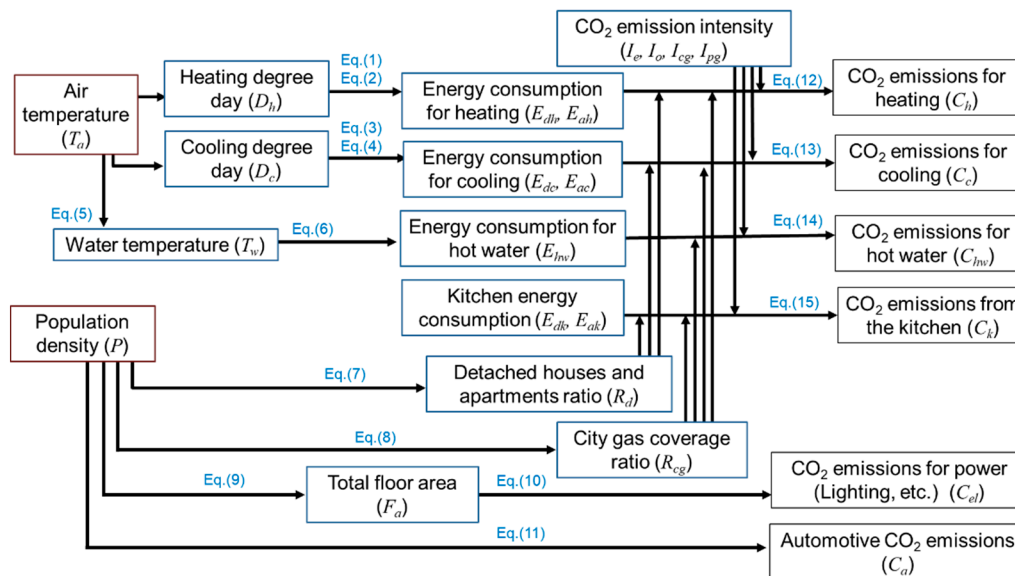 CO2 emission intensity
(Ie, Io, Icg, Ipg)
Eq.(1)
Eq.(2)
Air
temperature
(Ta)
Heating degree
day (Dh)
Energy consumption
for heating (Edh, Eah)
Eq.(12)
CO2 emissions for
heating (Ch)
Eq.(3)
Eq.(4)
Cooling degree
day (Dc)
Energy consumption
for cooling (Edc, Eac)
Eq.(13)
CO2 emissions for
cooling (Cc)
Eq.(5)
Water temperature (Tw)
Eq.(6)
Energy consumption for
hot water (Ehw)
Eq.(14)
CO2 emissions for
hot water (Chw)
Kitchen energy
consumption (Edk, Eak)
Eq.(15)
CO2 emissions from
the kitchen (Ck)
Population
density (P)
Eq.(7)
Detached houses and
apartments ratio (Rd)
Eq.(8)
City gas coverage
ratio (Rcg)
Eq.(9)
Total floor area
(Fa)
Eq.(10)
CO2 emissions for power
(Lighting, etc.) (Cel)
Eq.(11)
Automotive CO2 emissions
(Ca)